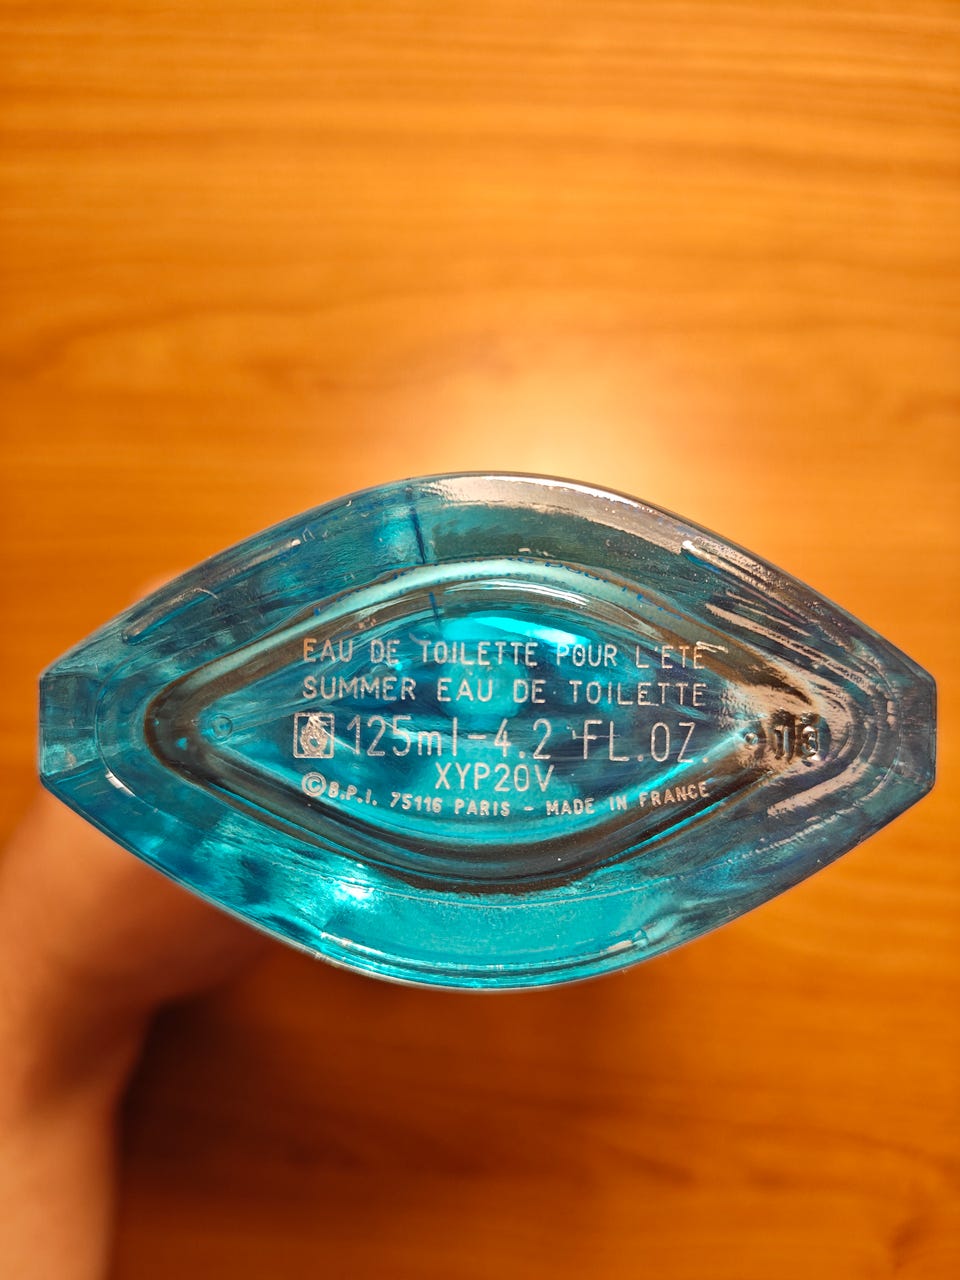 EAU DE TOILETTE POUR L'ETE
SUMMER EAU DE TOILETTE
125ml-4.2 FL.OZ.
XYP20V
©B.P.I. 75116 PARIS - MADE IN FRANCE